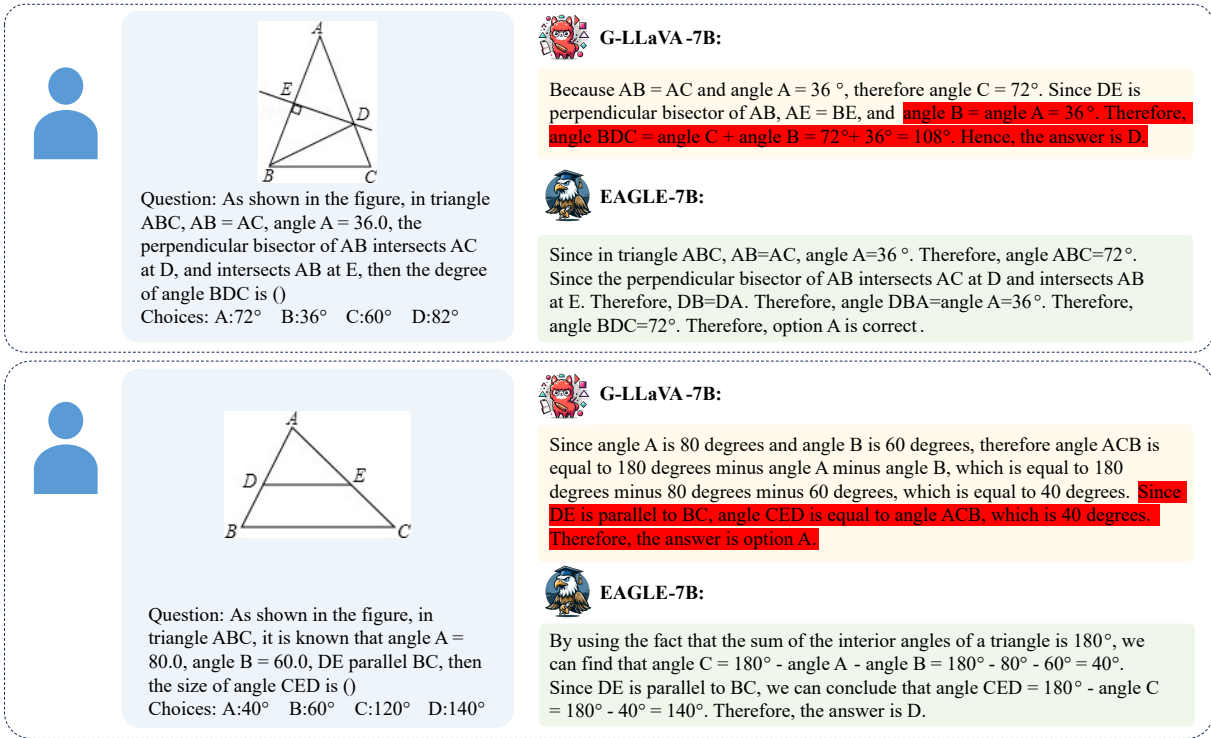 A
E
D
B
C
Question: As shown in the figure, in triangle
ABC, AB = AC, angle A = 36.0, the
perpendicular bisector of AB intersects AC
at D, and intersects AB at E, then the degree
of angle BDC is ()
Choices: A:72° B:36° C:60° D:82°
G-LLaVA-7B:
Because AB = AC and angle A = 36 °, therefore angle C = 72°. Since DE is
perpendicular bisector of AB, AE = BE, and angle B = angle A = 36°. Therefore,
angle BDC = angle C + angle B = 72°+ 36° = 108°. Hence, the answer is D.
EAGLE-7B:
Since in triangle ABC, AB=AC, angle A=36 °. Therefore, angle ABC=72°.
Since the perpendicular bisector of AB intersects AC at D and intersects AB
at E. Therefore, DB=DA. Therefore, angle DBA=angle A=36°. Therefore,
angle BDC=72°. Therefore, option A is correct.
A
D
E
B
C
Question: As shown in the figure, in
triangle ABC, it is known that angle A =
80.0, angle B = 60.0, DE parallel BC, then
the size of angle CED is ()
Choices: A:40° B:60° C:120° D:140°
G-LLaVA-7B:
Since angle A is 80 degrees and angle B is 60 degrees, therefore angle ACB is
equal to 180 degrees minus angle A minus angle B, which is equal to 180
degrees minus 80 degrees minus 60 degrees, which is equal to 40 degrees. Since
DE is parallel to BC, angle CED is equal to angle ACB, which is 40 degrees.
Therefore, the answer is option A.
EAGLE-7B:
By using the fact that the sum of the interior angles of a triangle is 180°, we
can find that angle C = 180° - angle A - angle B = 180° - 80° - 60° = 40°.
Since DE is parallel to BC, we can conclude that angle CED = 180° - angle C
= 180° - 40° = 140°. Therefore, the answer is D.